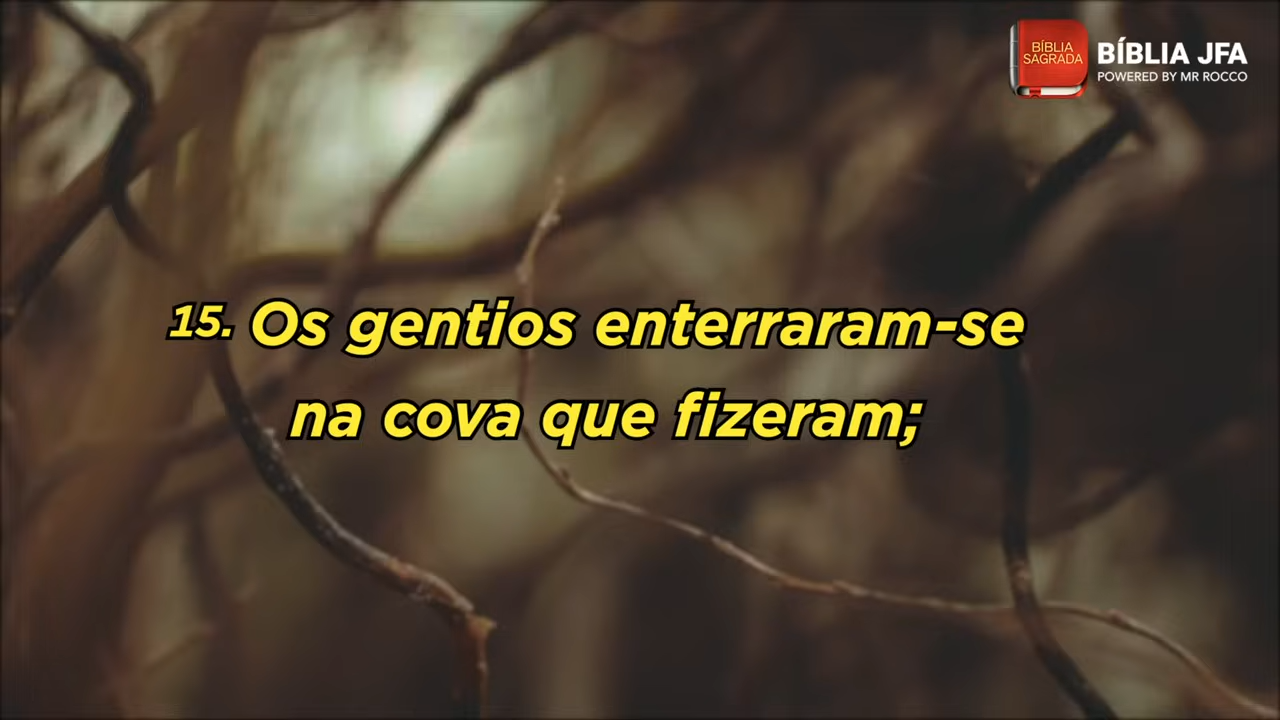 BÍBLIA
SAGRADA
BÍBLIA JFA
POWERED BY MR ROCCO
15. Os gentios enterraram-se
na cova que fizeram;